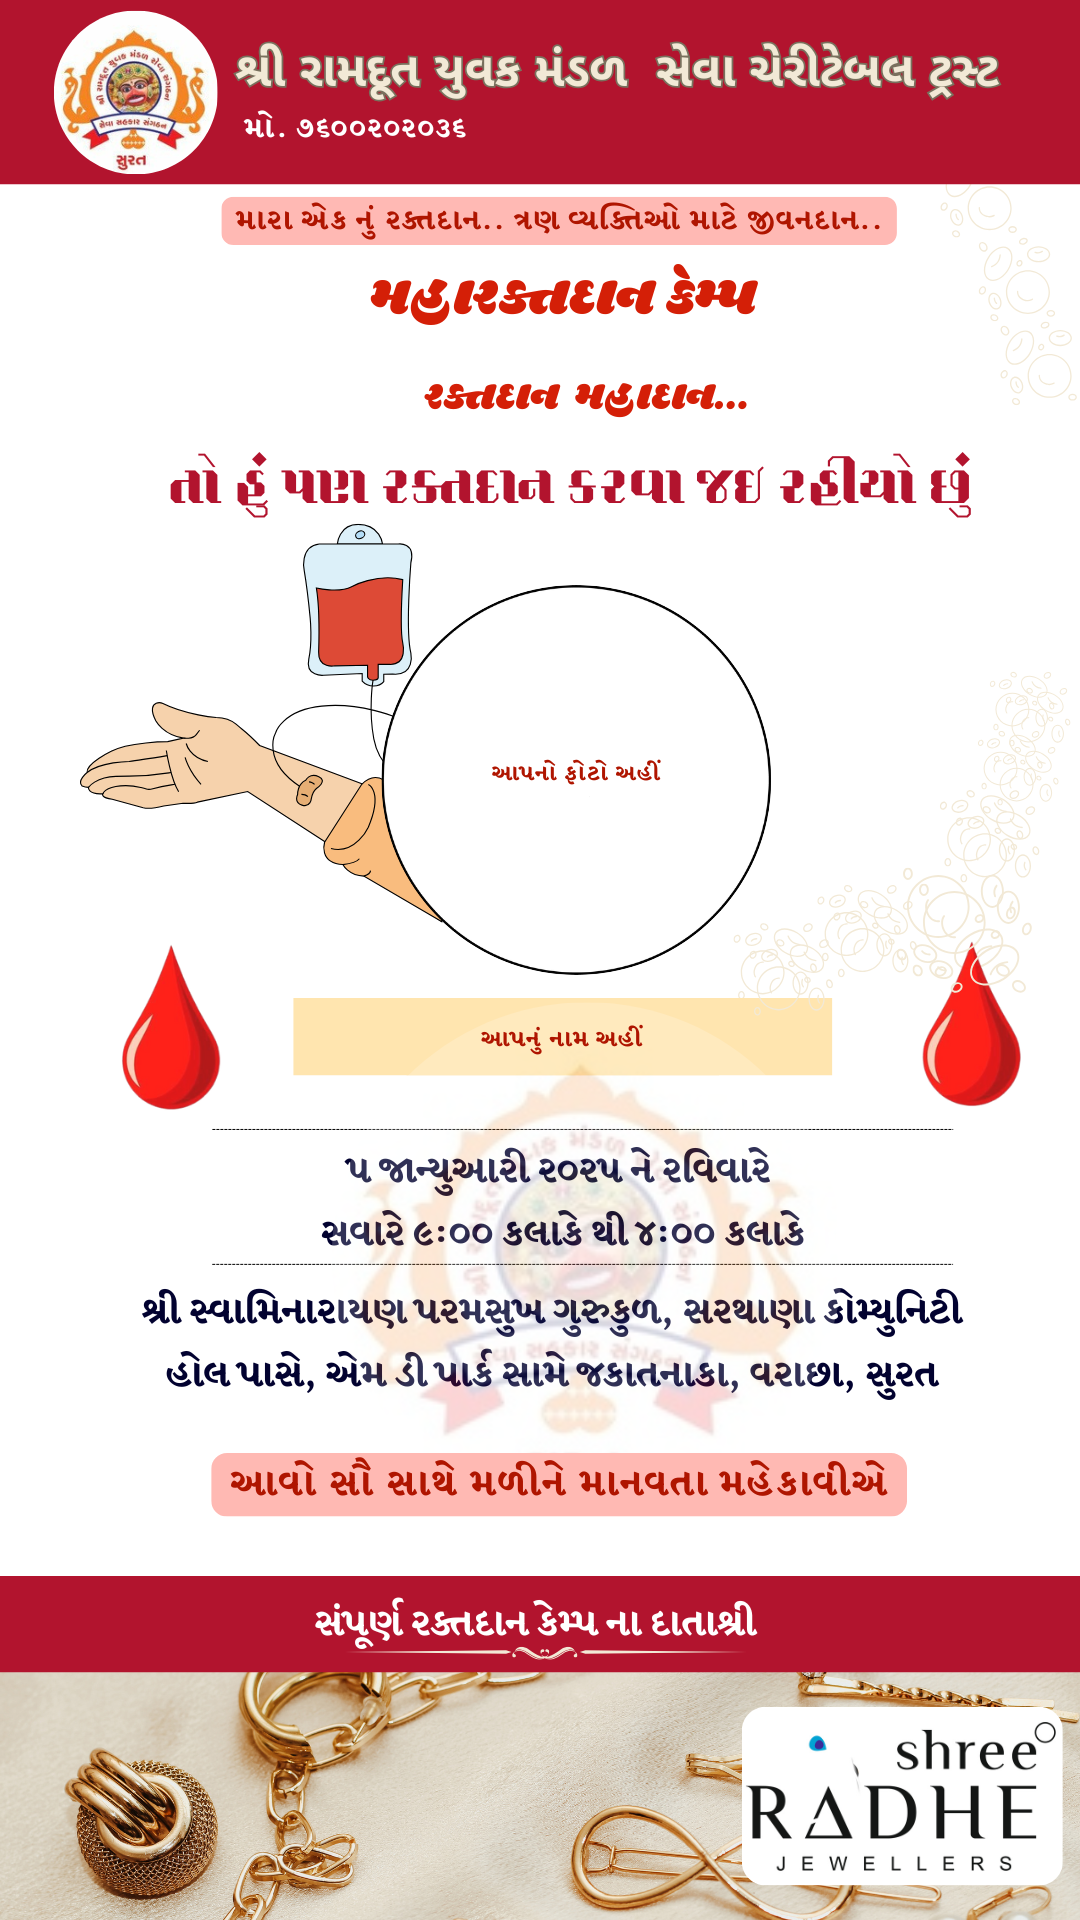 શ્રી રામદૂત યુવક મંડળ સેવા ચેરીટેબલ ટ્રસ્ટ
મો. ૭૬૦૦૨૦૨૦૩૬
શ્રી રામદૂત યુવક મંડળ સેવા સંગઠન
સેવા સહકાર સંગઠન
સુરત
મારા એક નું રક્તદાન.. ત્રણ વ્યક્તિઓ માટે જીવનદાન..
મહારક્તદાન કેમ્પ
રક્તદાન મહાદાન...
તો હું પણ રક્તદાન કરવા જઇ રહીયો છું
આપનો ફોટો અહીં
આપનું નામ અહીં
૫ જાન્યુઆરી ૨૦૨૫ ને રવિવારે
સવારે ૯:૦૦ કલાકે થી ૪:૦૦ કલાકે
શ્રી સ્વામિનારાયણ પરમસુખ ગુરુકુળ, સરથાણા કોમ્યુનિટી
હોલ પાસે, એમ ડી પાર્ક સામે જકાતનાકા, વરાછા, સુરત
આવો સૌ સાથે મળીને માનવતા મહેકાવીએ
સંપૂર્ણ રક્તદાન કેમ્પ ના દાતાશ્રી
shree
RADHE
JEWELLERS